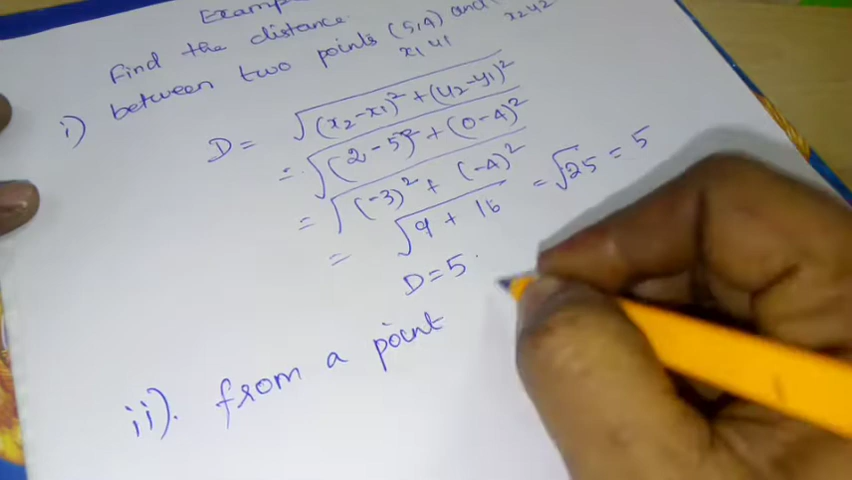 Examp
Find the distance
i) between two points (5,4) and
x₁ y₁ x₂ y₂
D = √(x₂-x₁)² + (y₂-y₁)²
= √(2-5)² + (0-4)²
= √(-3)² + (-4)²
= √9 + 16 = √25 = 5
D = 5.
ii). from a point